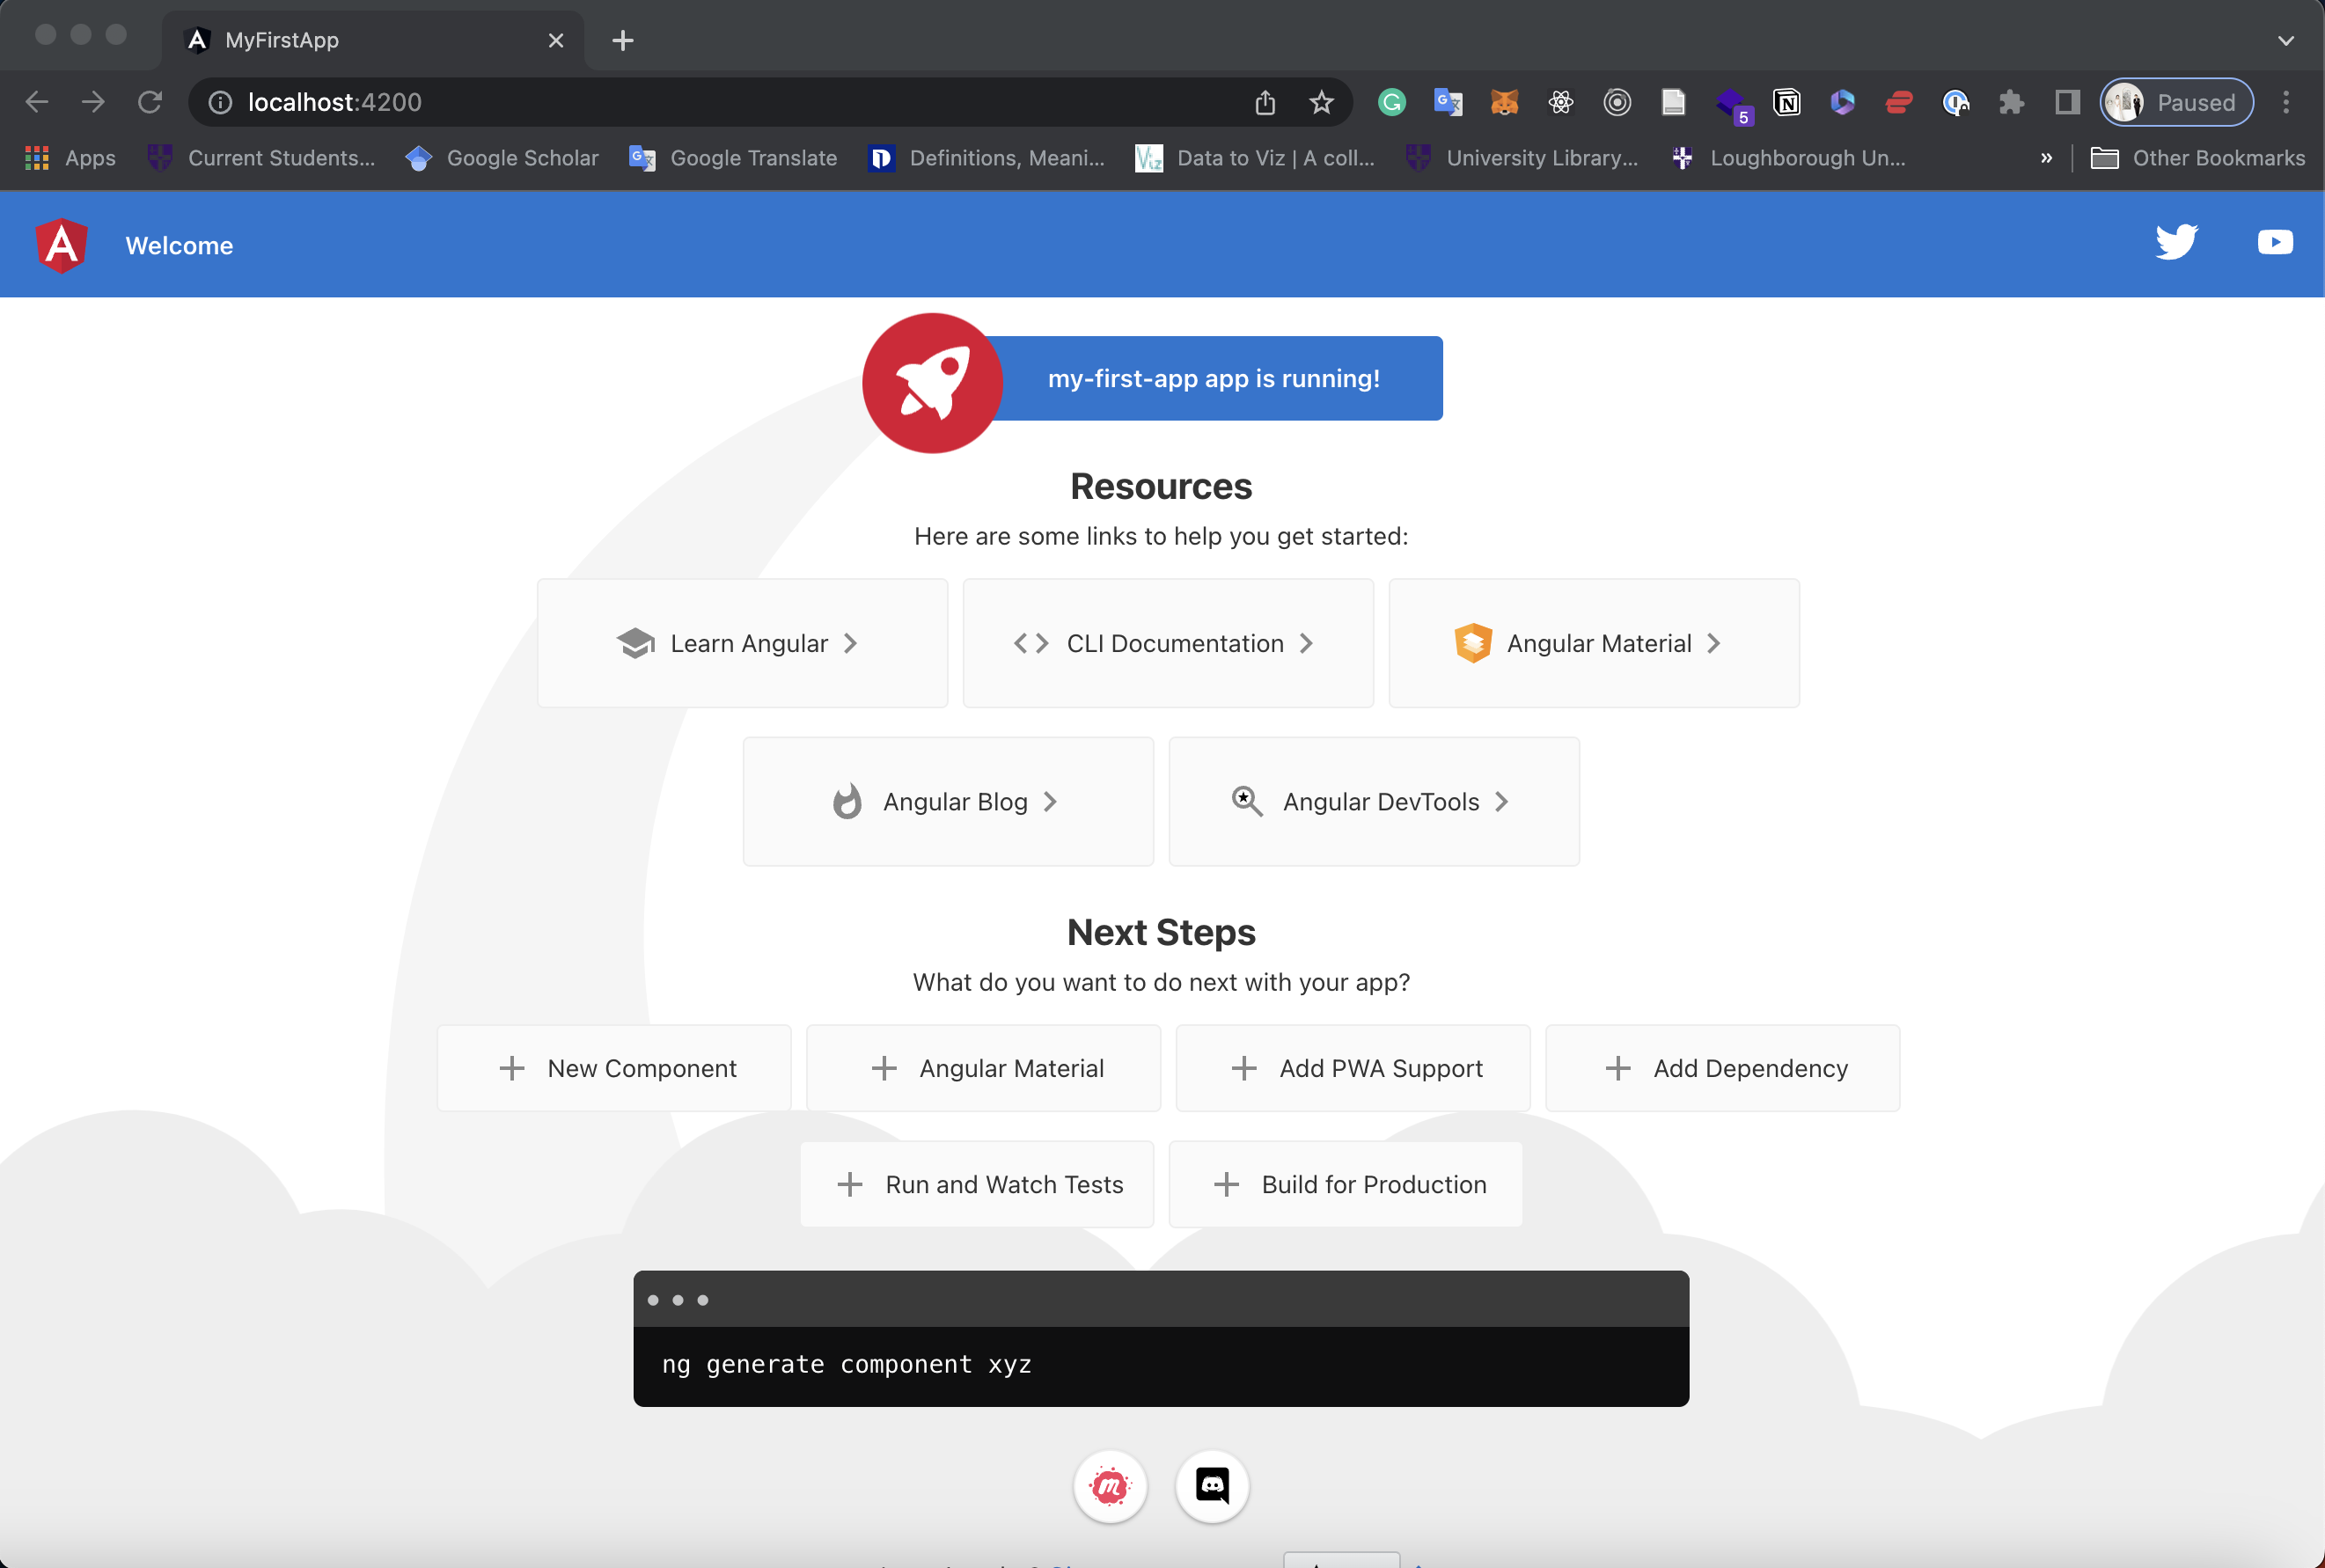 MyFirstApp
localhost:4200
5
Paused
Apps
Current Students...
Google Scholar
Google Translate
Definitions, Meani...
Data to Viz | A coll...
University Library...
Loughborough Un...
»
Other Bookmarks
Welcome
my-first-app app is running!
Resources
Here are some links to help you get started:
Learn Angular
CLI Documentation
Angular Material
Angular Blog
Angular DevTools
Next Steps
What do you want to do next with your app?
New Component
Angular Material
Add PWA Support
Add Dependency
Run and Watch Tests
Build for Production
ng generate component xyz